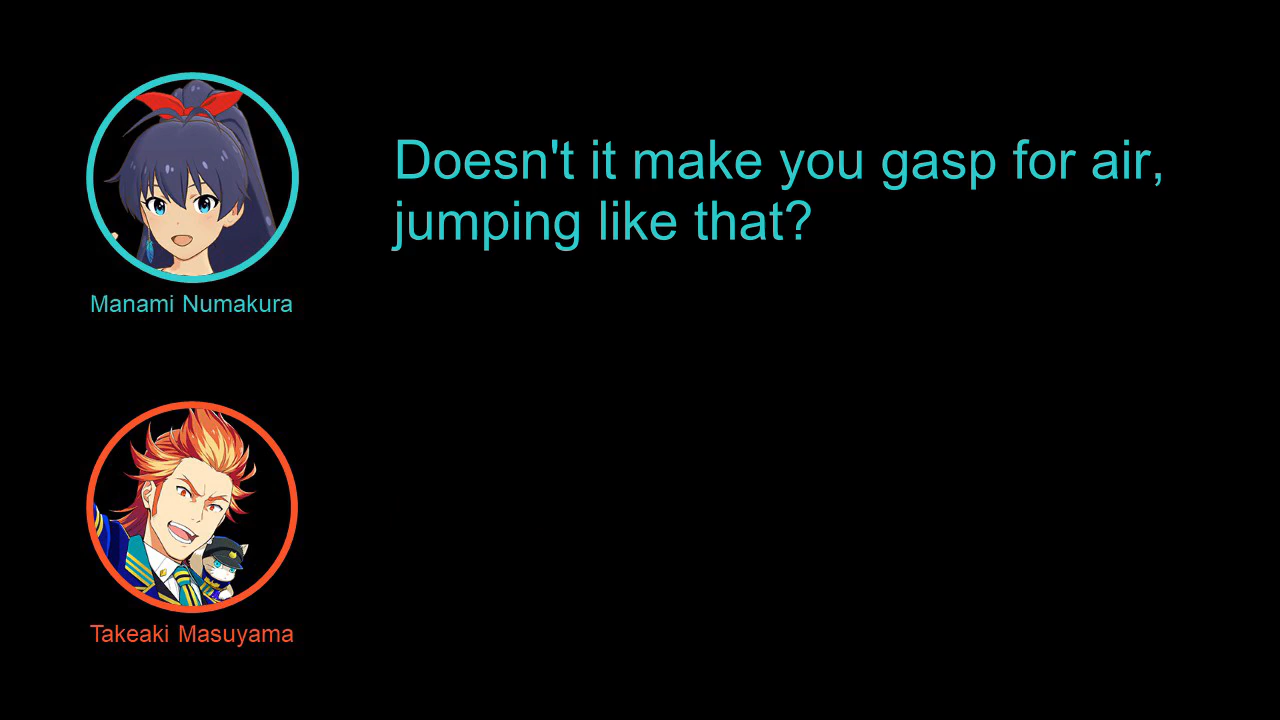 Doesn't it make you gasp for air,
jumping like that?
Manami Numakura
Takeaki Masuyama